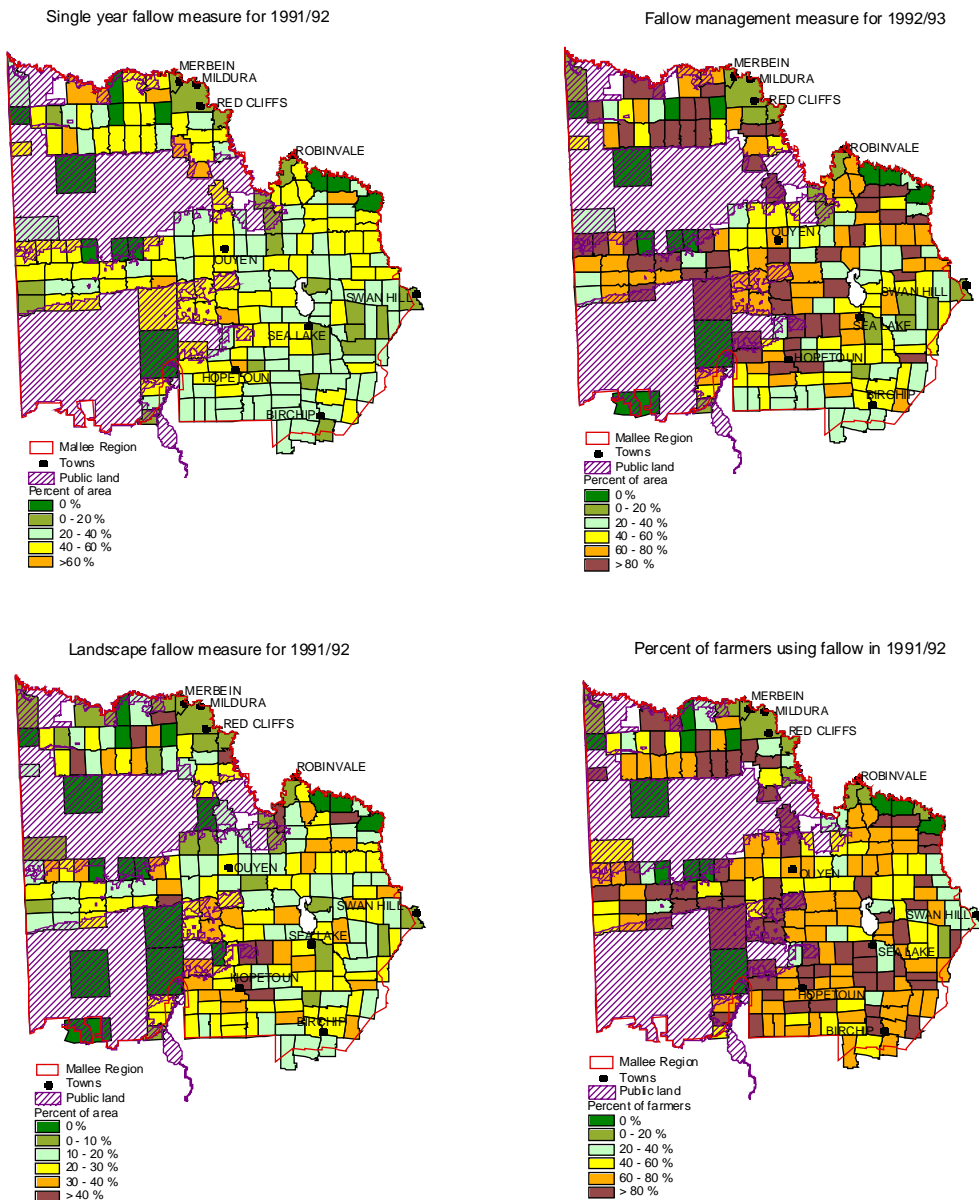 Single year fallow measure for 1991/92
MERBEIN
MILDURA
RED CLIFFS
ROBINVALE
OUYEN
SWAN HILL
SEA LAKE
HOPETOUN
BIRCHIP
Mallee Region
Towns
Public land
Percent of area
0 %
0 - 20 %
20 - 40 %
40 - 60 %
>60 %
Fallow management measure for 1992/93
MERBEIN
MILDURA
RED CLIFFS
ROBINVALE
OUYEN
SWAN HILL
SEA LAKE
HOPETOUN
BIRCHIP
Mallee Region
Towns
Public land
Percent of area
0 %
0 - 20 %
20 - 40 %
40 - 60 %
60 - 80 %
> 80 %
Landscape fallow measure for 1991/92
MERBEIN
MILDURA
RED CLIFFS
ROBINVALE
OUYEN
SWAN HILL
SEA LAKE
HOPETOUN
BIRCHIP
Mallee Region
Towns
Public land
Percent of area
0 %
0 - 10 %
10 - 20 %
20 - 30 %
30 - 40 %
> 40 %
Percent of farmers using fallow in 1991/92
MERBEIN
MILDURA
RED CLIFFS
ROBINVALE
OUYEN
SWAN HILL
SEA LAKE
HOPETOUN
BIRCHIP
Mallee Region
Towns
Public land
Percent of farmers
0 %
0 - 20 %
20 - 40 %
40 - 60 %
60 - 80 %
> 80 %